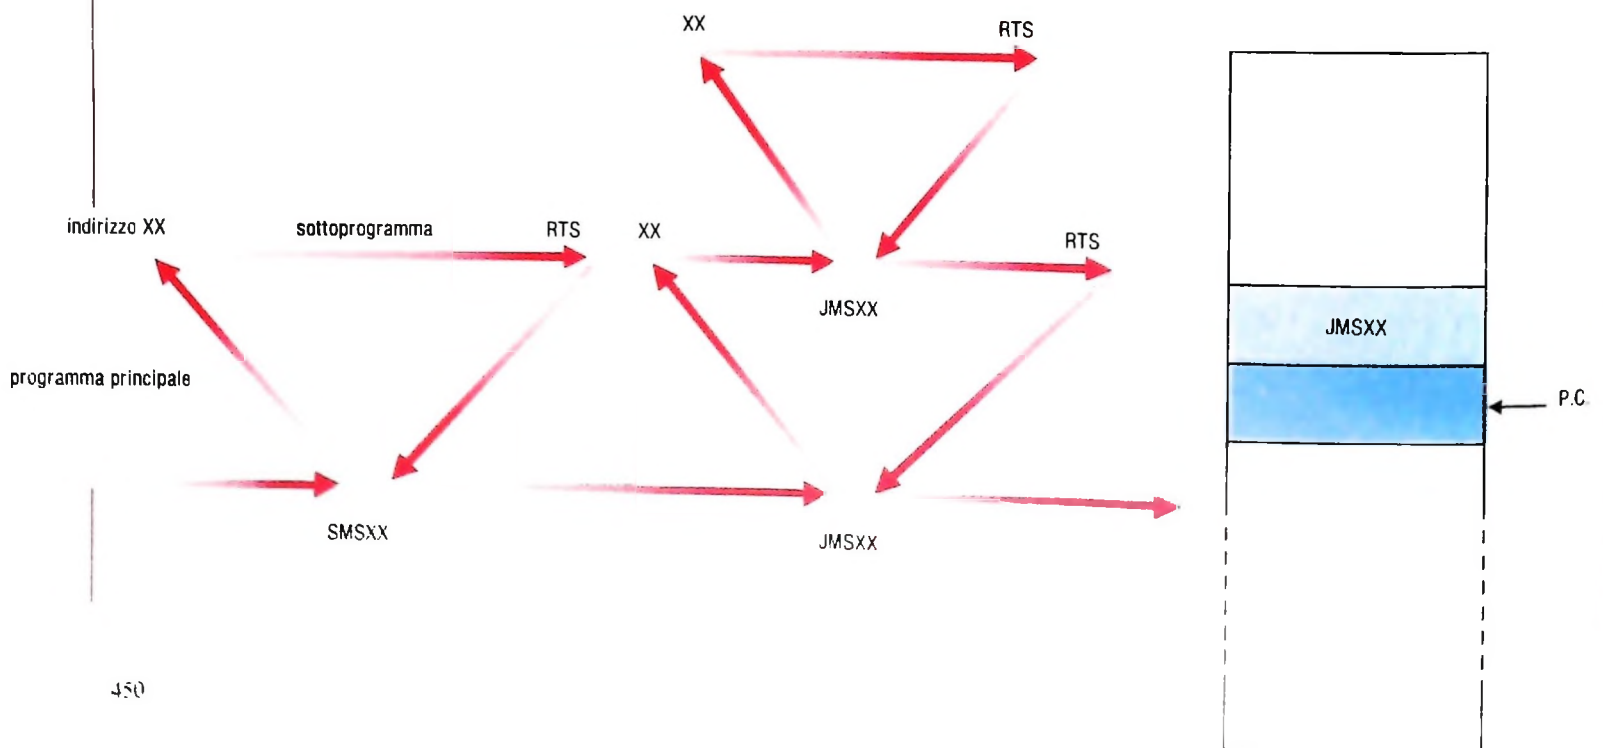 XX
RTS
indirizzo XX
sottoprogramma
RTS
XX
RTS
JMSXX
JMSXX
programma principale
P.C.
SMSXX
JMSXX
450